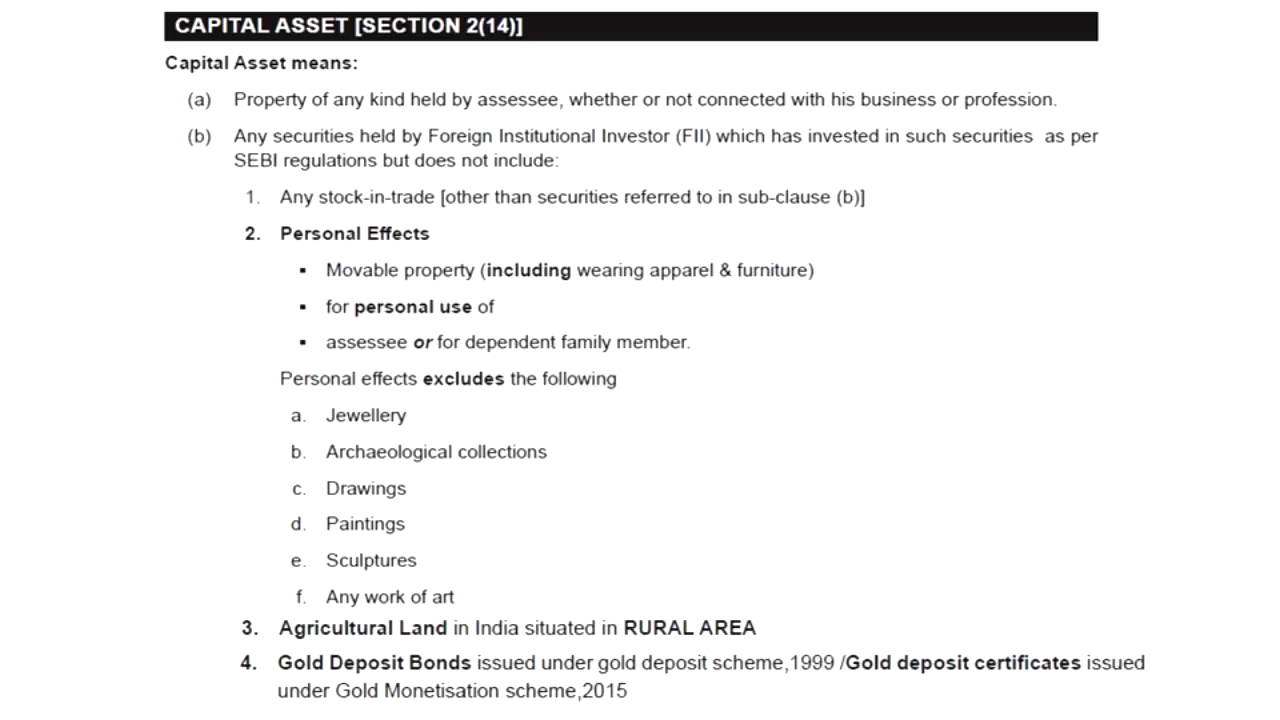 CAPITAL ASSET [SECTION 2(14)]
Capital Asset means:
(a) Property of any kind held by assessee, whether or not connected with his business or profession.
(b) Any securities held by Foreign Institutional Investor (FII) which has invested in such securities as per
SEBI regulations but does not include:
1. Any stock-in-trade [other than securities referred to in sub-clause (b)]
2. Personal Effects
▪ Movable property (including wearing apparel & furniture)
▪ for personal use of
▪ assessee or for dependent family member.
Personal effects excludes the following
a. Jewellery
b. Archaeological collections
c. Drawings
d. Paintings
e. Sculptures
f. Any work of art
3. Agricultural Land in India situated in RURAL AREA
4. Gold Deposit Bonds issued under gold deposit scheme,1999 /Gold deposit certificates issued
under Gold Monetisation scheme,2015